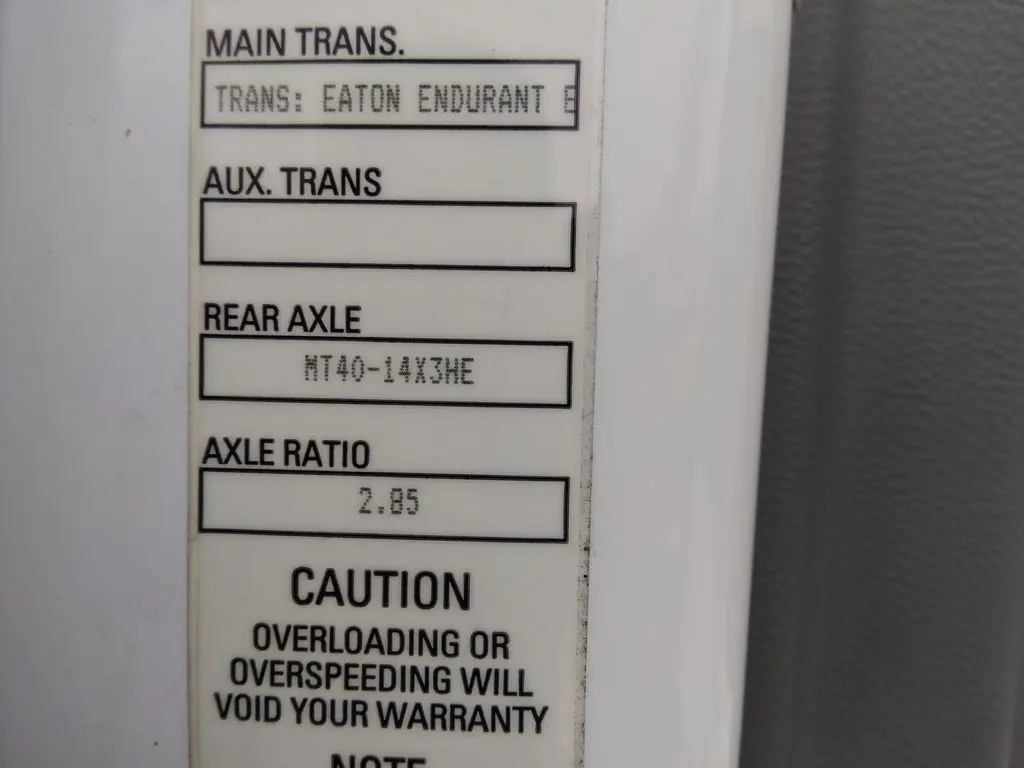 MAIN TRANS.
TRANS: EATON ENDURANT E
AUX. TRANS
REAR AXLE
MT40-14X3HE
AXLE RATIO
2.85
CAUTION
OVERLOADING OR
OVERSPEEDING WILL
VOID YOUR WARRANTY
NOTE